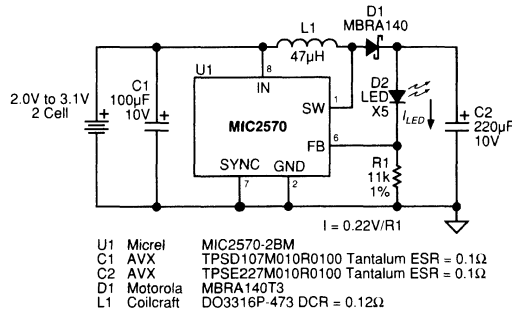 D1
MBRA140
L1
47µH
U1
8
IN
C1
100µF
10V
2.0V to 3.1V
2 Cell
SW
1
MIC2570
D2
LED
X5
I LED
C2
220µF
10V
FB
6
SYNC
GND
7
2
R1
11k
1%
I = 0.22V/R1
U1 Micrel MIC2570-2BM
C1 AVX TPSD107M010R0100 Tantalum ESR = 0.1Ω
C2 AVX TPSE227M010R0100 Tantalum ESR = 0.1Ω
D1 Motorola MBRA140T3
L1 Coilcraft DO3316P-473 DCR = 0.12Ω